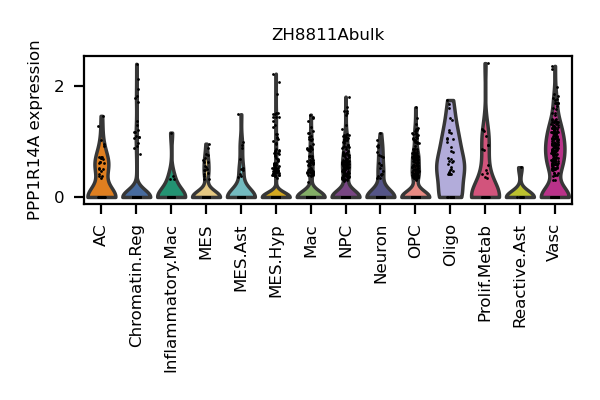 ZH8811Abulk
PPP1R14A expression
2
0
AC
Chromatin.Reg
Inflammatory.Mac
MES
MES.Ast
MES.Hyp
Mac
NPC
Neuron
OPC
Oligo
Prolif.Metab
Reactive.Ast
Vasc